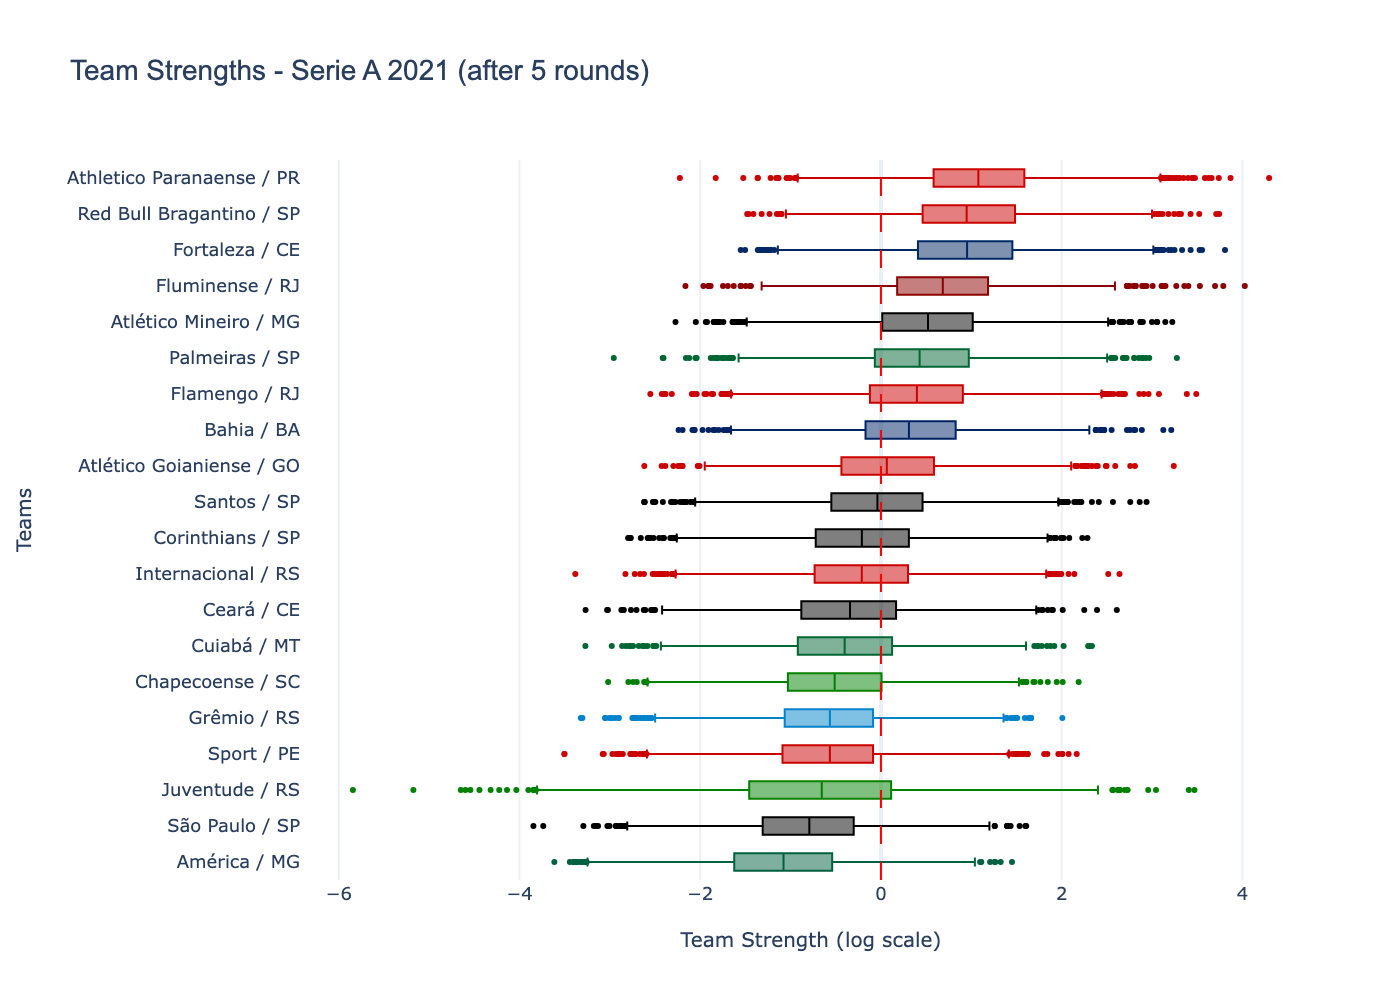 Team Strengths - Serie A 2021 (after 5 rounds)
Teams
Athletico Paranaense / PR
Red Bull Bragantino / SP
Fortaleza / CE
Fluminense / RJ
Atlético Mineiro / MG
Palmeiras / SP
Flamengo / RJ
Bahia / BA
Atlético Goianiense / GO
Santos / SP
Corinthians / SP
Internacional / RS
Ceará / CE
Cuiabá / MT
Chapecoense / SC
Grêmio / RS
Sport / PE
Juventude / RS
São Paulo / SP
América / MG
−6 −4 −2 0 2 4
Team Strength (log scale)